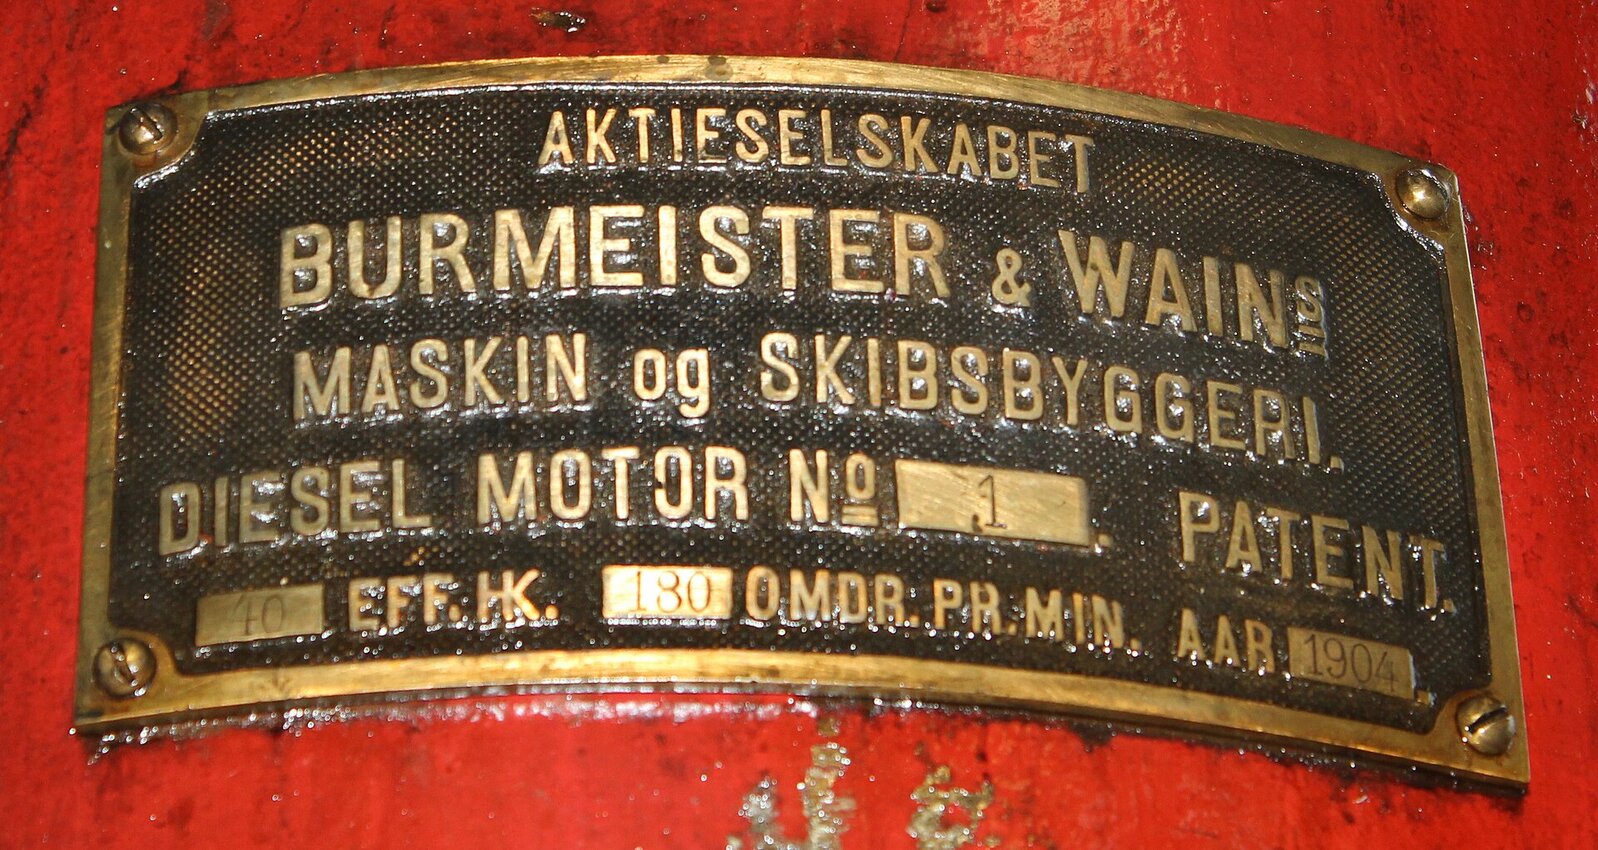 AKTIESELSKABET
BURMEISTER & WAINS
MASKIN og SKIBSBYGGERI.
DIESEL MOTOR No 1. PATENT.
40 EFF. HK. 180 OMDR. PR. MIN. AAR 1904.